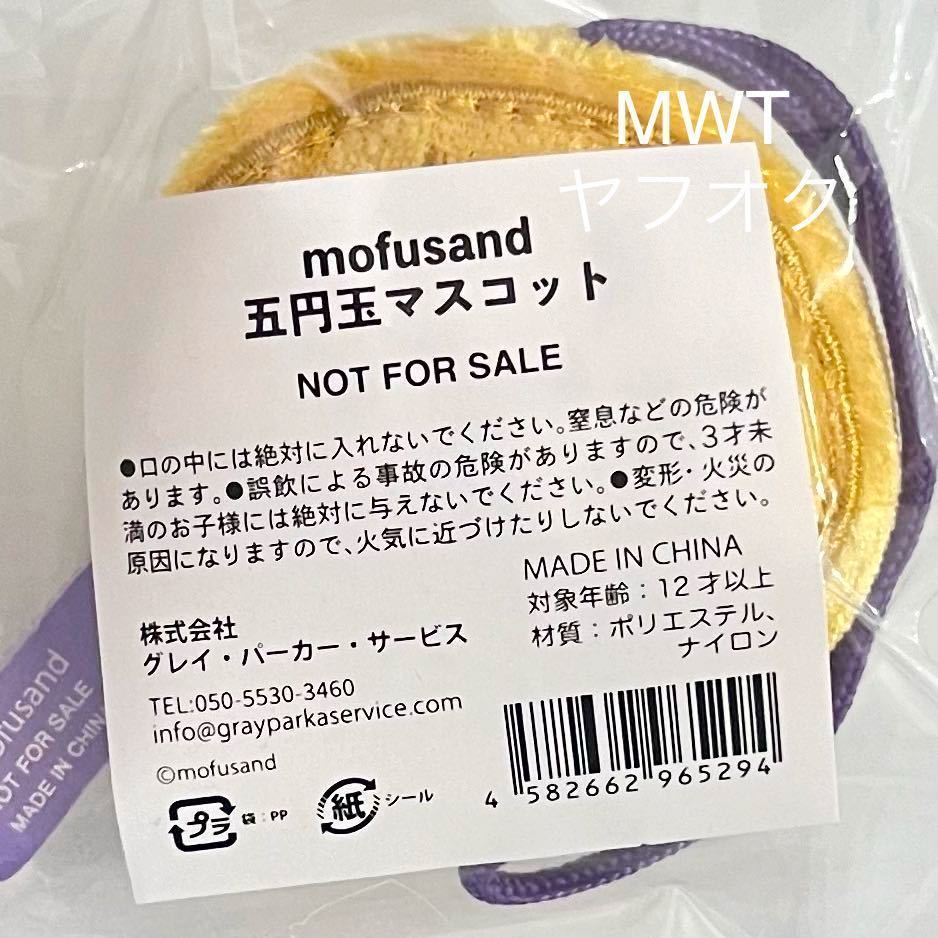 MWT
ヤフオク
mofusand
五円玉マスコット
NOT FOR SALE
●口の中には絶対に入れないでください。窒息などの危険が
あります。●誤飲による事故の危険がありますので、3才未
満のお子様には絶対に与えないでください。●変形・火災の
原因になりますので、火気に近づけたりしないでください。
MADE IN CHINA
対象年齢：12才以上
材質：ポリエステル、
ナイロン
株式会社
グレイ・パーカー・サービス
TEL:050-5530-3460
info@grayparkaservice.com
©mofusand
プラ 袋：PP
紙 シール
4 582662 965294
ofusand
NOT FOR SALE
MADE IN CHIN